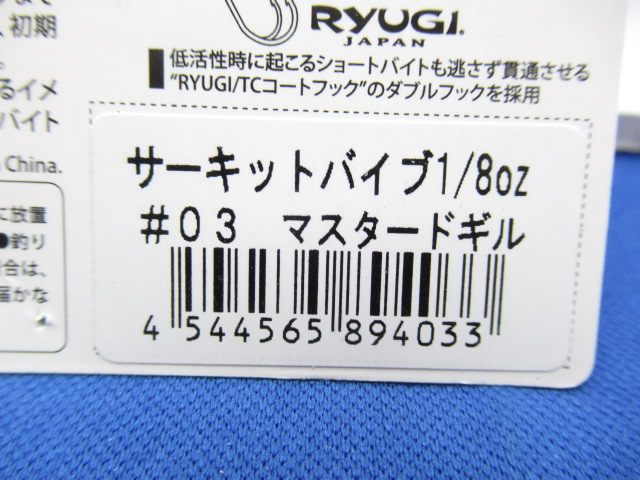 RYUGI.
JAPAN
低活性時に起こるショートバイトも逃さず貫通させる
“RYUGI/TCコートフック”のダブルフックを採用
、初期
るイメ
バイト
China.
に放置
●釣り
合は、
届かな
サーキットバイブ1/8oz
#03 マスタードギル
4 544565 894033